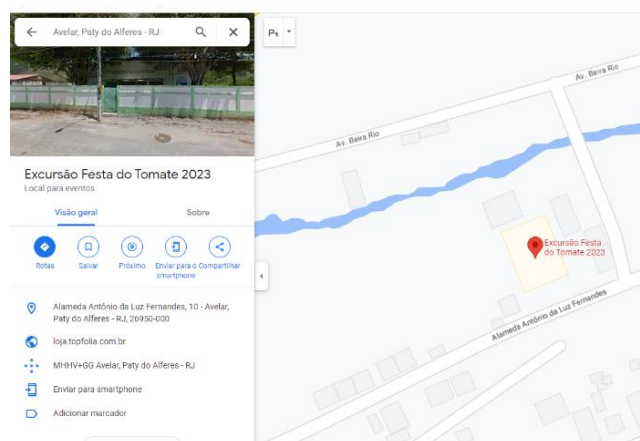 Avelar, Paty do Alferes - RJ
Excursão Festa do Tomate 2023
Local para eventos
Visão geral
Sobre
Rotas
Salvar
Próximo
Enviar para o
smartphone
Compartilhar
Alameda Antônio da Luz Fernandes, 10 - Avelar,
Paty do Alferes - RJ, 26950-000
loja.topfolia.com.br
MHHV+GG Avelar, Paty do Alferes - RJ
Enviar para smartphone
Adicionar marcador
Av. Beira Rio
Av. Beira Rio
Excursão Festa
do Tomate 2023
Alameda Antônio da Luz Fernandes